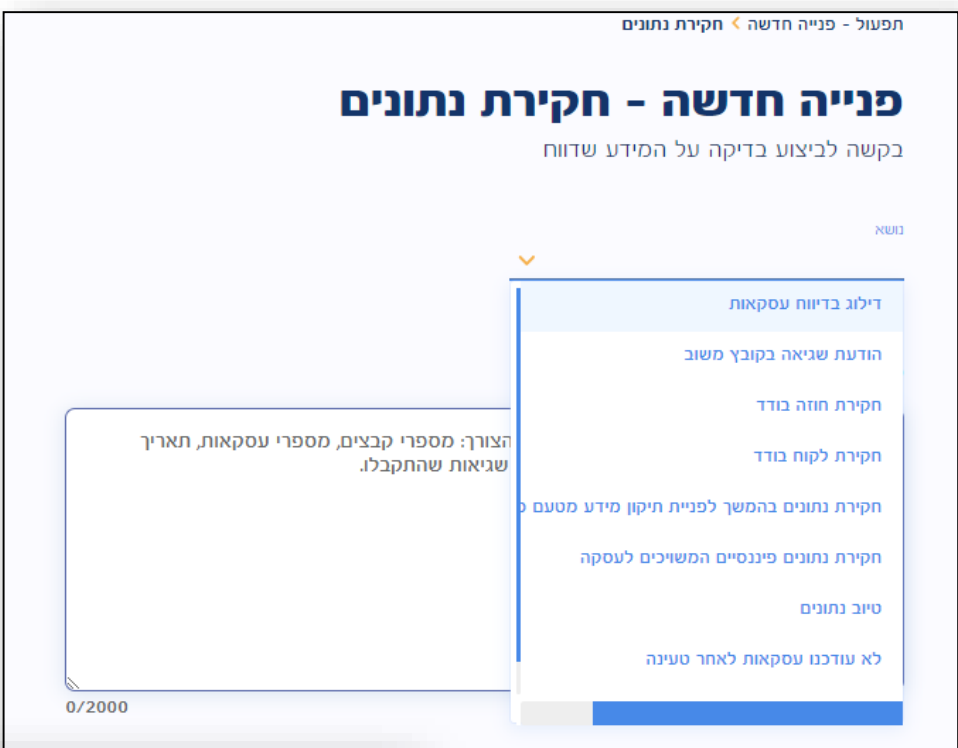 תפעול - פנייה חדשה > חקירת נתונים
פנייה חדשה - חקירת נתונים
בקשה לביצוע בדיקה על המידע שדווח
נושא
דילוג בדיווח עסקאות
הודעת שגיאה בקובץ משוב
חקירת חוזה בודד
חקירת לקוח בודד
חקירת נתונים בהמשך לפניית תיקון מידע מטעם
חקירת נתונים פיננסיים המשויכים לעסקה
טיוב נתונים
לא עודכנו עסקאות לאחר טעינה
הצורך: מספרי קבצים, מספרי עסקאות, תאריך
שגיאות שהתקבלו.
0/2000